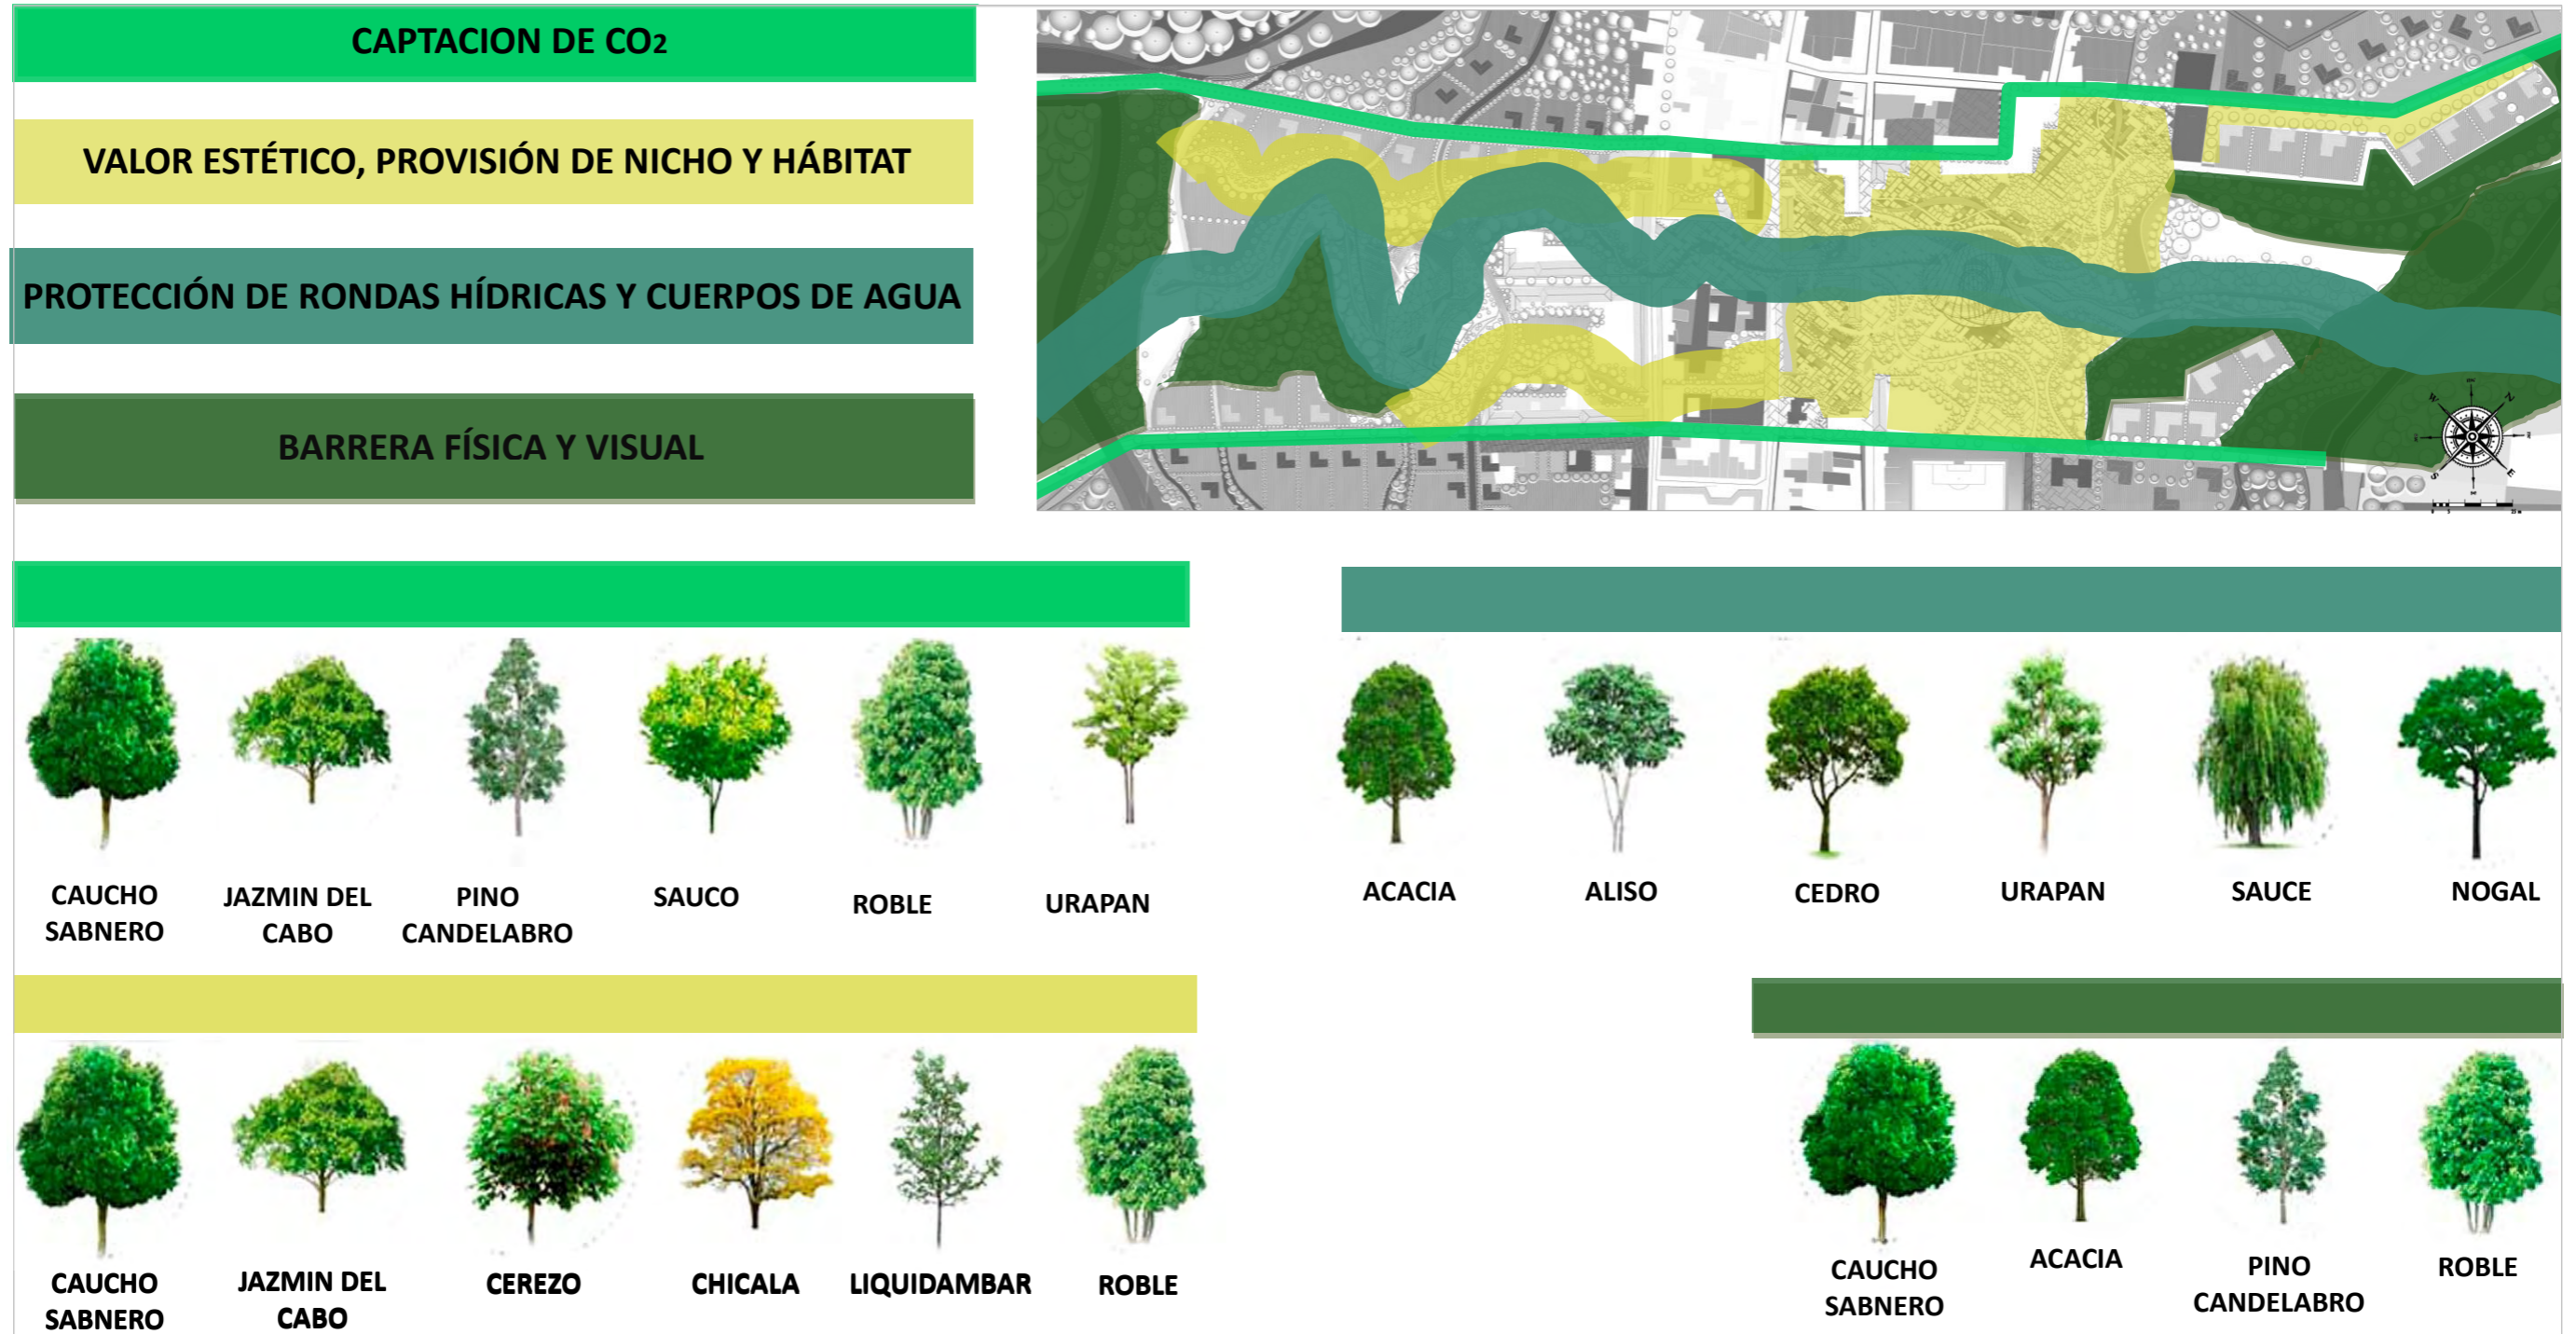 CAPTACION DE CO2
VALOR ESTÉTICO, PROVISIÓN DE NICHO Y HÁBITAT
PROTECCIÓN DE RONDAS HÍDRICAS Y CUERPOS DE AGUA
BARRERA FÍSICA Y VISUAL
W
N
S
E
CAUCHO
SABNERO
JAZMIN DEL
CABO
PINO
CANDELABRO
SAUCO
ROBLE
URAPAN
ACACIA
ALISO
CEDRO
URAPAN
SAUCE
NOGAL
CAUCHO
SABNERO
JAZMIN DEL
CABO
CEREZO
CHICALA
LIQUIDAMBAR
ROBLE
CAUCHO
SABNERO
ACACIA
PINO
CANDELABRO
ROBLE